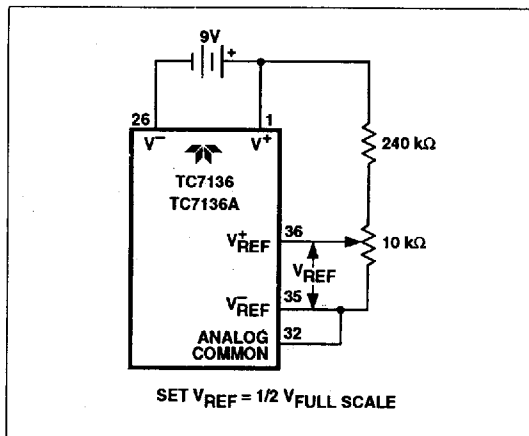 9V
+
26
1
V−
V+
TC7136
TC7136A
240 kΩ
36
V+REF
10 kΩ
VREF
35
V−REF
ANALOG
COMMON
32
SET VREF = 1/2 VFULL SCALE